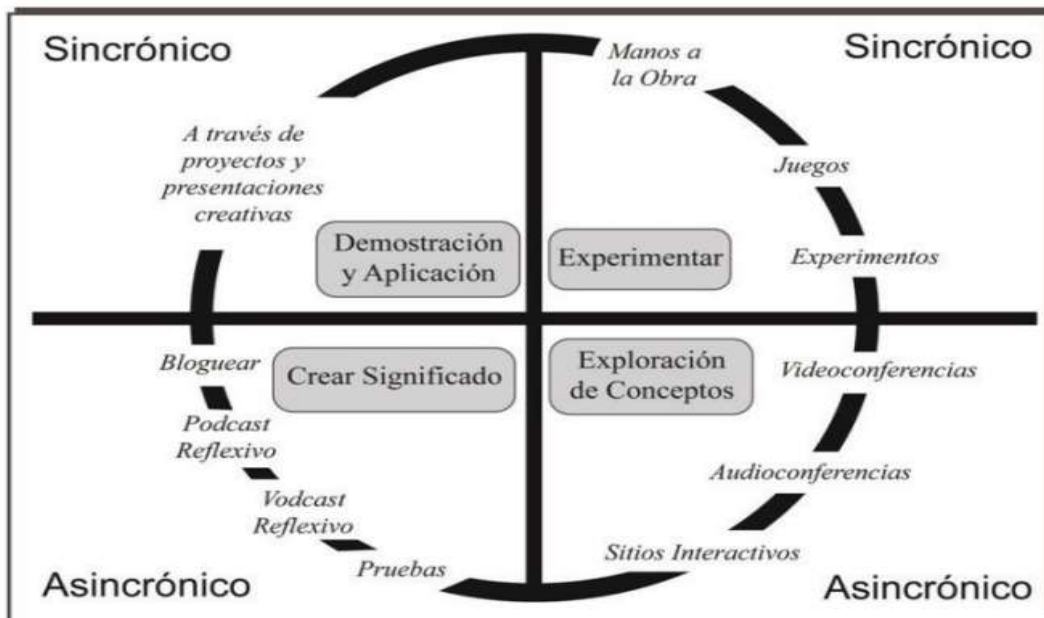 Sincrónico
Sincrónico
Manos a
la Obra
A través de
proyectos y
presentaciones
creativas
Juegos
Demostración
y Aplicación
Experimentar
Experimentos
Bloguear
Crear Significado
Exploración
de Conceptos
Videoconferencias
Podcast
Reflexivo
Audioconferencias
Vodcast
Reflexivo
Sitios Interactivos
Pruebas
Asincrónico
Asincrónico